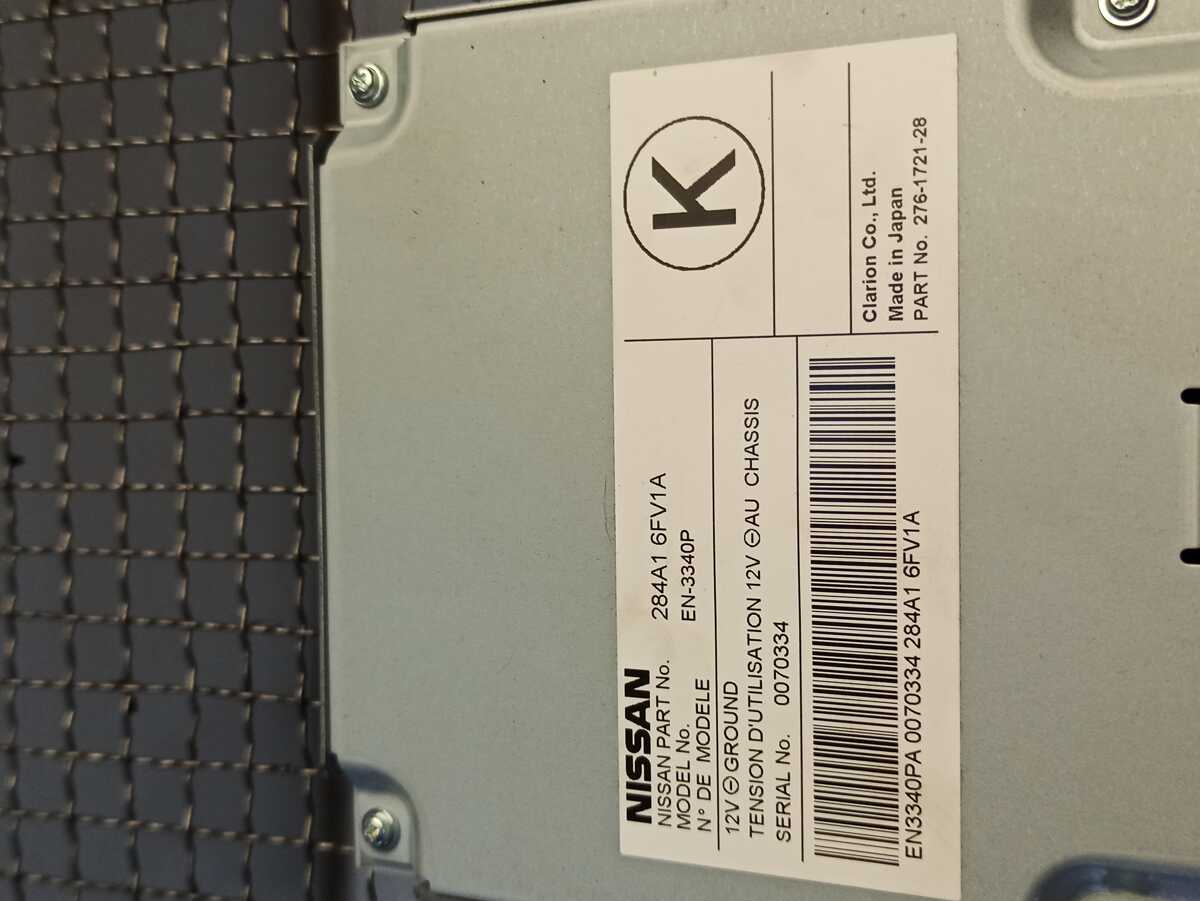 NISSAN
NISSAN PART No. 284A1 6FV1A
MODEL No. EN-3340P
N° DE MODELE
12V ⊖ GROUND
TENSION D'UTILISATION 12V ⊖ AU CHASSIS
SERIAL No. 0070334
EN3340PA 0070334 284A1 6FV1A
K
Clarion Co., Ltd.
Made in Japan
PART No. 276-1721-28